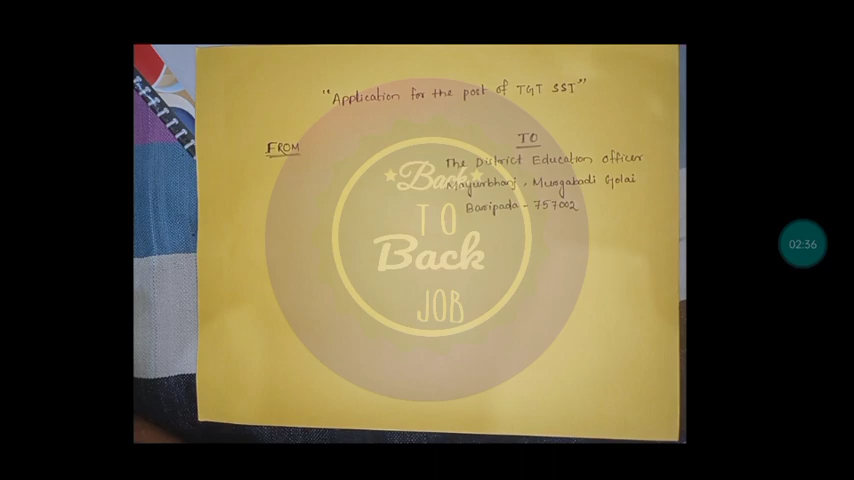 "Application for the post of TGT SST"
FROM
TO
The District Education officer
Mayurbhanj, Murgabadi Golai
Baripada - 757002
Back
TO
Back
JOB
02:36